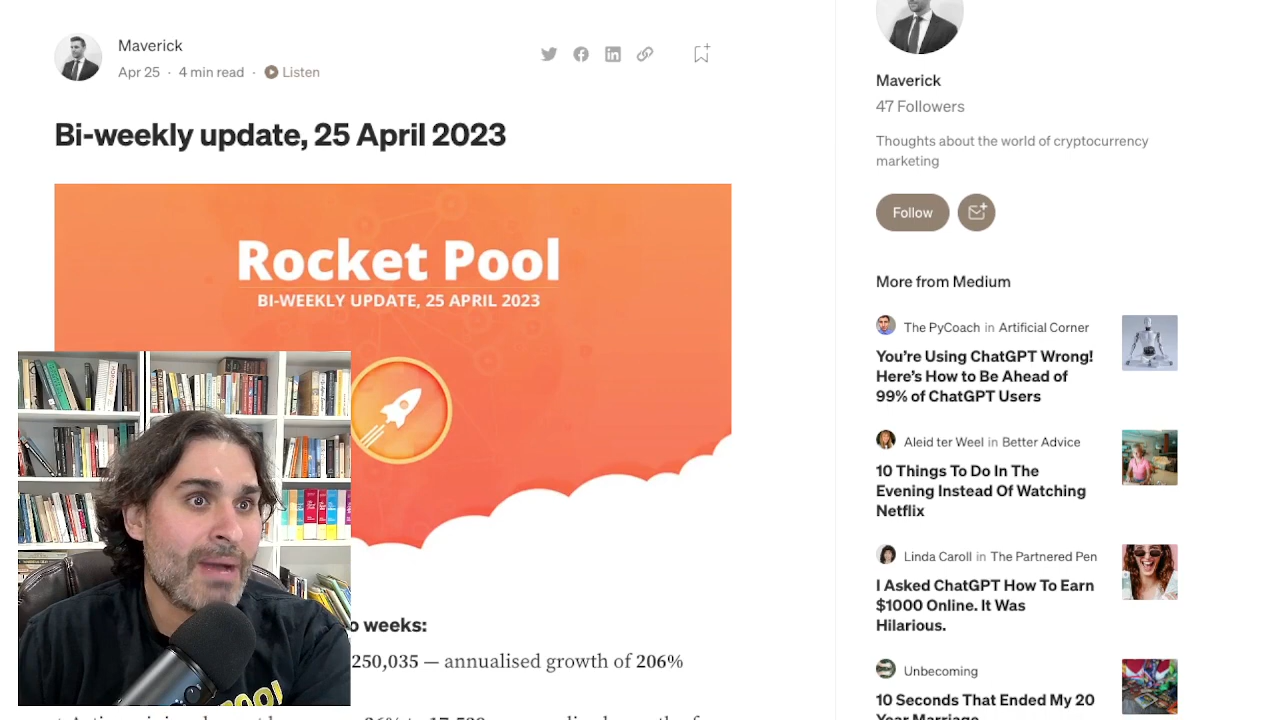 Maverick
Apr 25 · 4 min read · Listen
Bi-weekly update, 25 April 2023
Rocket Pool
BI-WEEKLY UPDATE, 25 APRIL 2023
o weeks:
250,035 — annualised growth of 206%
Maverick
47 Followers
Thoughts about the world of cryptocurrency
marketing
Follow
More from Medium
The PyCoach in Artificial Corner
You’re Using ChatGPT Wrong!
Here’s How to Be Ahead of
99% of ChatGPT Users
Aleid ter Weel in Better Advice
10 Things To Do In The
Evening Instead Of Watching
Netflix
Linda Caroll in The Partnered Pen
I Asked ChatGPT How To Earn
$1000 Online. It Was
Hilarious.
Unbecoming
10 Seconds That Ended My 20
Year Marriage